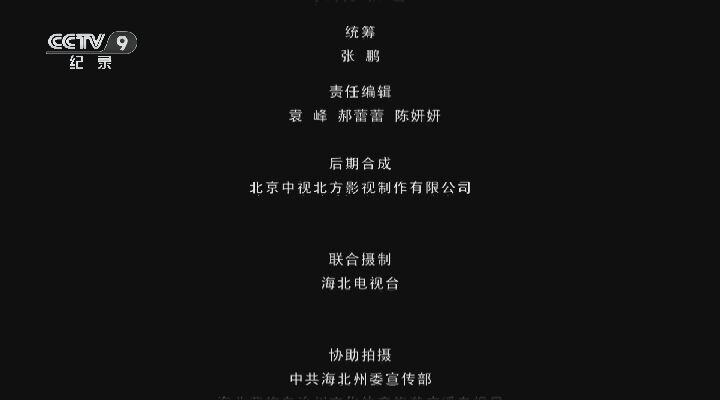 CCTV 9
纪录
统筹
张 鹏
责任编辑
袁 峰 郝蕾蕾 陈妍妍
后期合成
北京中视北方影视制作有限公司
联合摄制
海北电视台
协助拍摄
中共海北州委宣传部